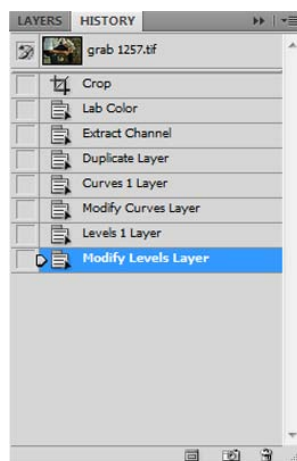 LAYERS HISTORY
grab 1257.tif
Crop
Lab Color
Extract Channel
Duplicate Layer
Curves 1 Layer
Modify Curves Layer
Levels 1 Layer
Modify Levels Layer